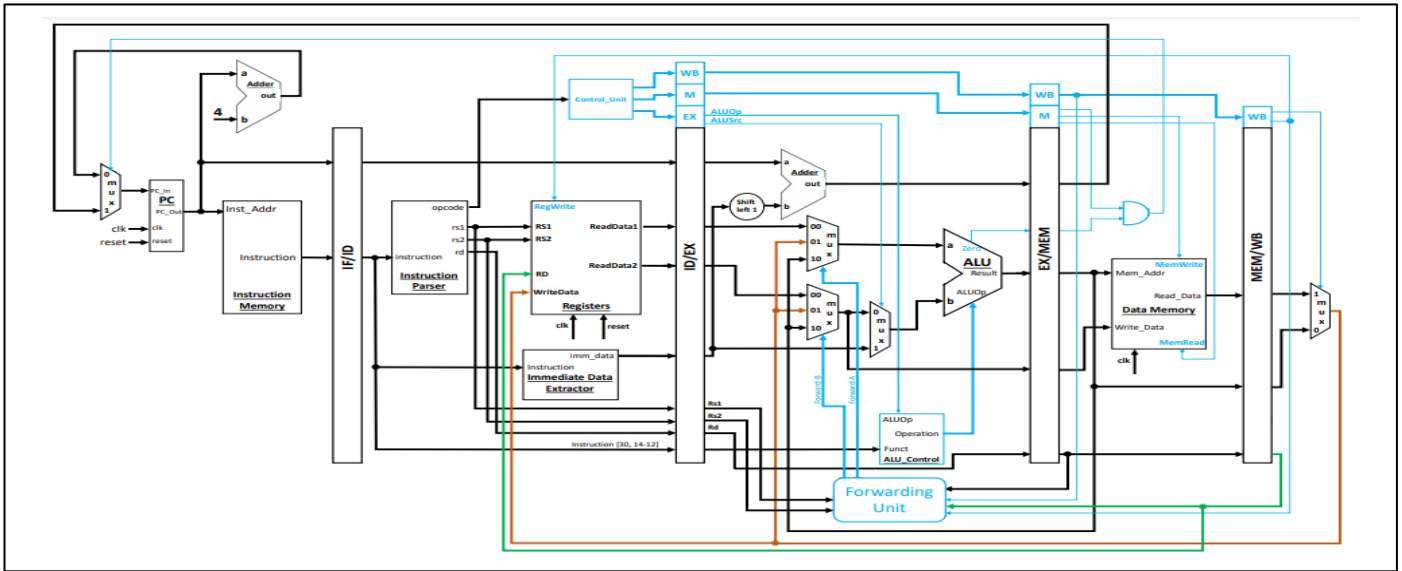 Adder
a
out
4
b
0
mux
1
PC_In
PC
PC_Out
clk
clk
reset
reset
Inst_Addr
Instruction
Instruction
Memory
IF/ID
Control_Unit
opcode
rs1
rs2
rd
Instruction
Instruction
Parser
RegWrite
RS1
RS2
ReadData1
ReadData2
RD
WriteData
Registers
clk
reset
imm_data
Instruction
Immediate Data
Extractor
Instruction [30, 14-12]
WB
M
EX
ID/EX
ALUOp
ALUSrc
a
Adder
out
b
Shift
left 1
00
01
10
mux
00
01
10
mux
0
mux
1
a
Zero
ALU
Result
ALUOp
b
Forward B
Forward A
Rs1
Rs2
Rd
ALUOp
Operation
Funct
ALU_Control
Forwarding
Unit
WB
M
EX/MEM
MemWrite
Mem_Addr
Read_Data
Data Memory
Write_Data
MemRead
clk
WB
MEM/WB
1
mux
0